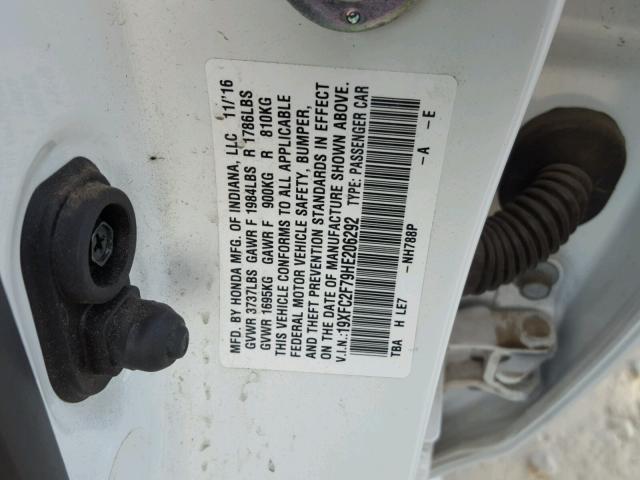 MFD. BY HONDA MFG. OF INDIANA, LLC 11/'16
GVWR 3737LBS GAWR F 1984LBS R 1786LBS
GVWR 1695KG GAWR F 900KG R 810KG
THIS VEHICLE CONFORMS TO ALL APPLICABLE
FEDERAL MOTOR VEHICLE SAFETY, BUMPER,
AND THEFT PREVENTION STANDARDS IN EFFECT
ON THE DATE OF MANUFACTURE SHOWN ABOVE.
V.I.N.:19XFC2F79HE206292 TYPE: PASSENGER CAR
TBA H LE7 -NH788P -A -E